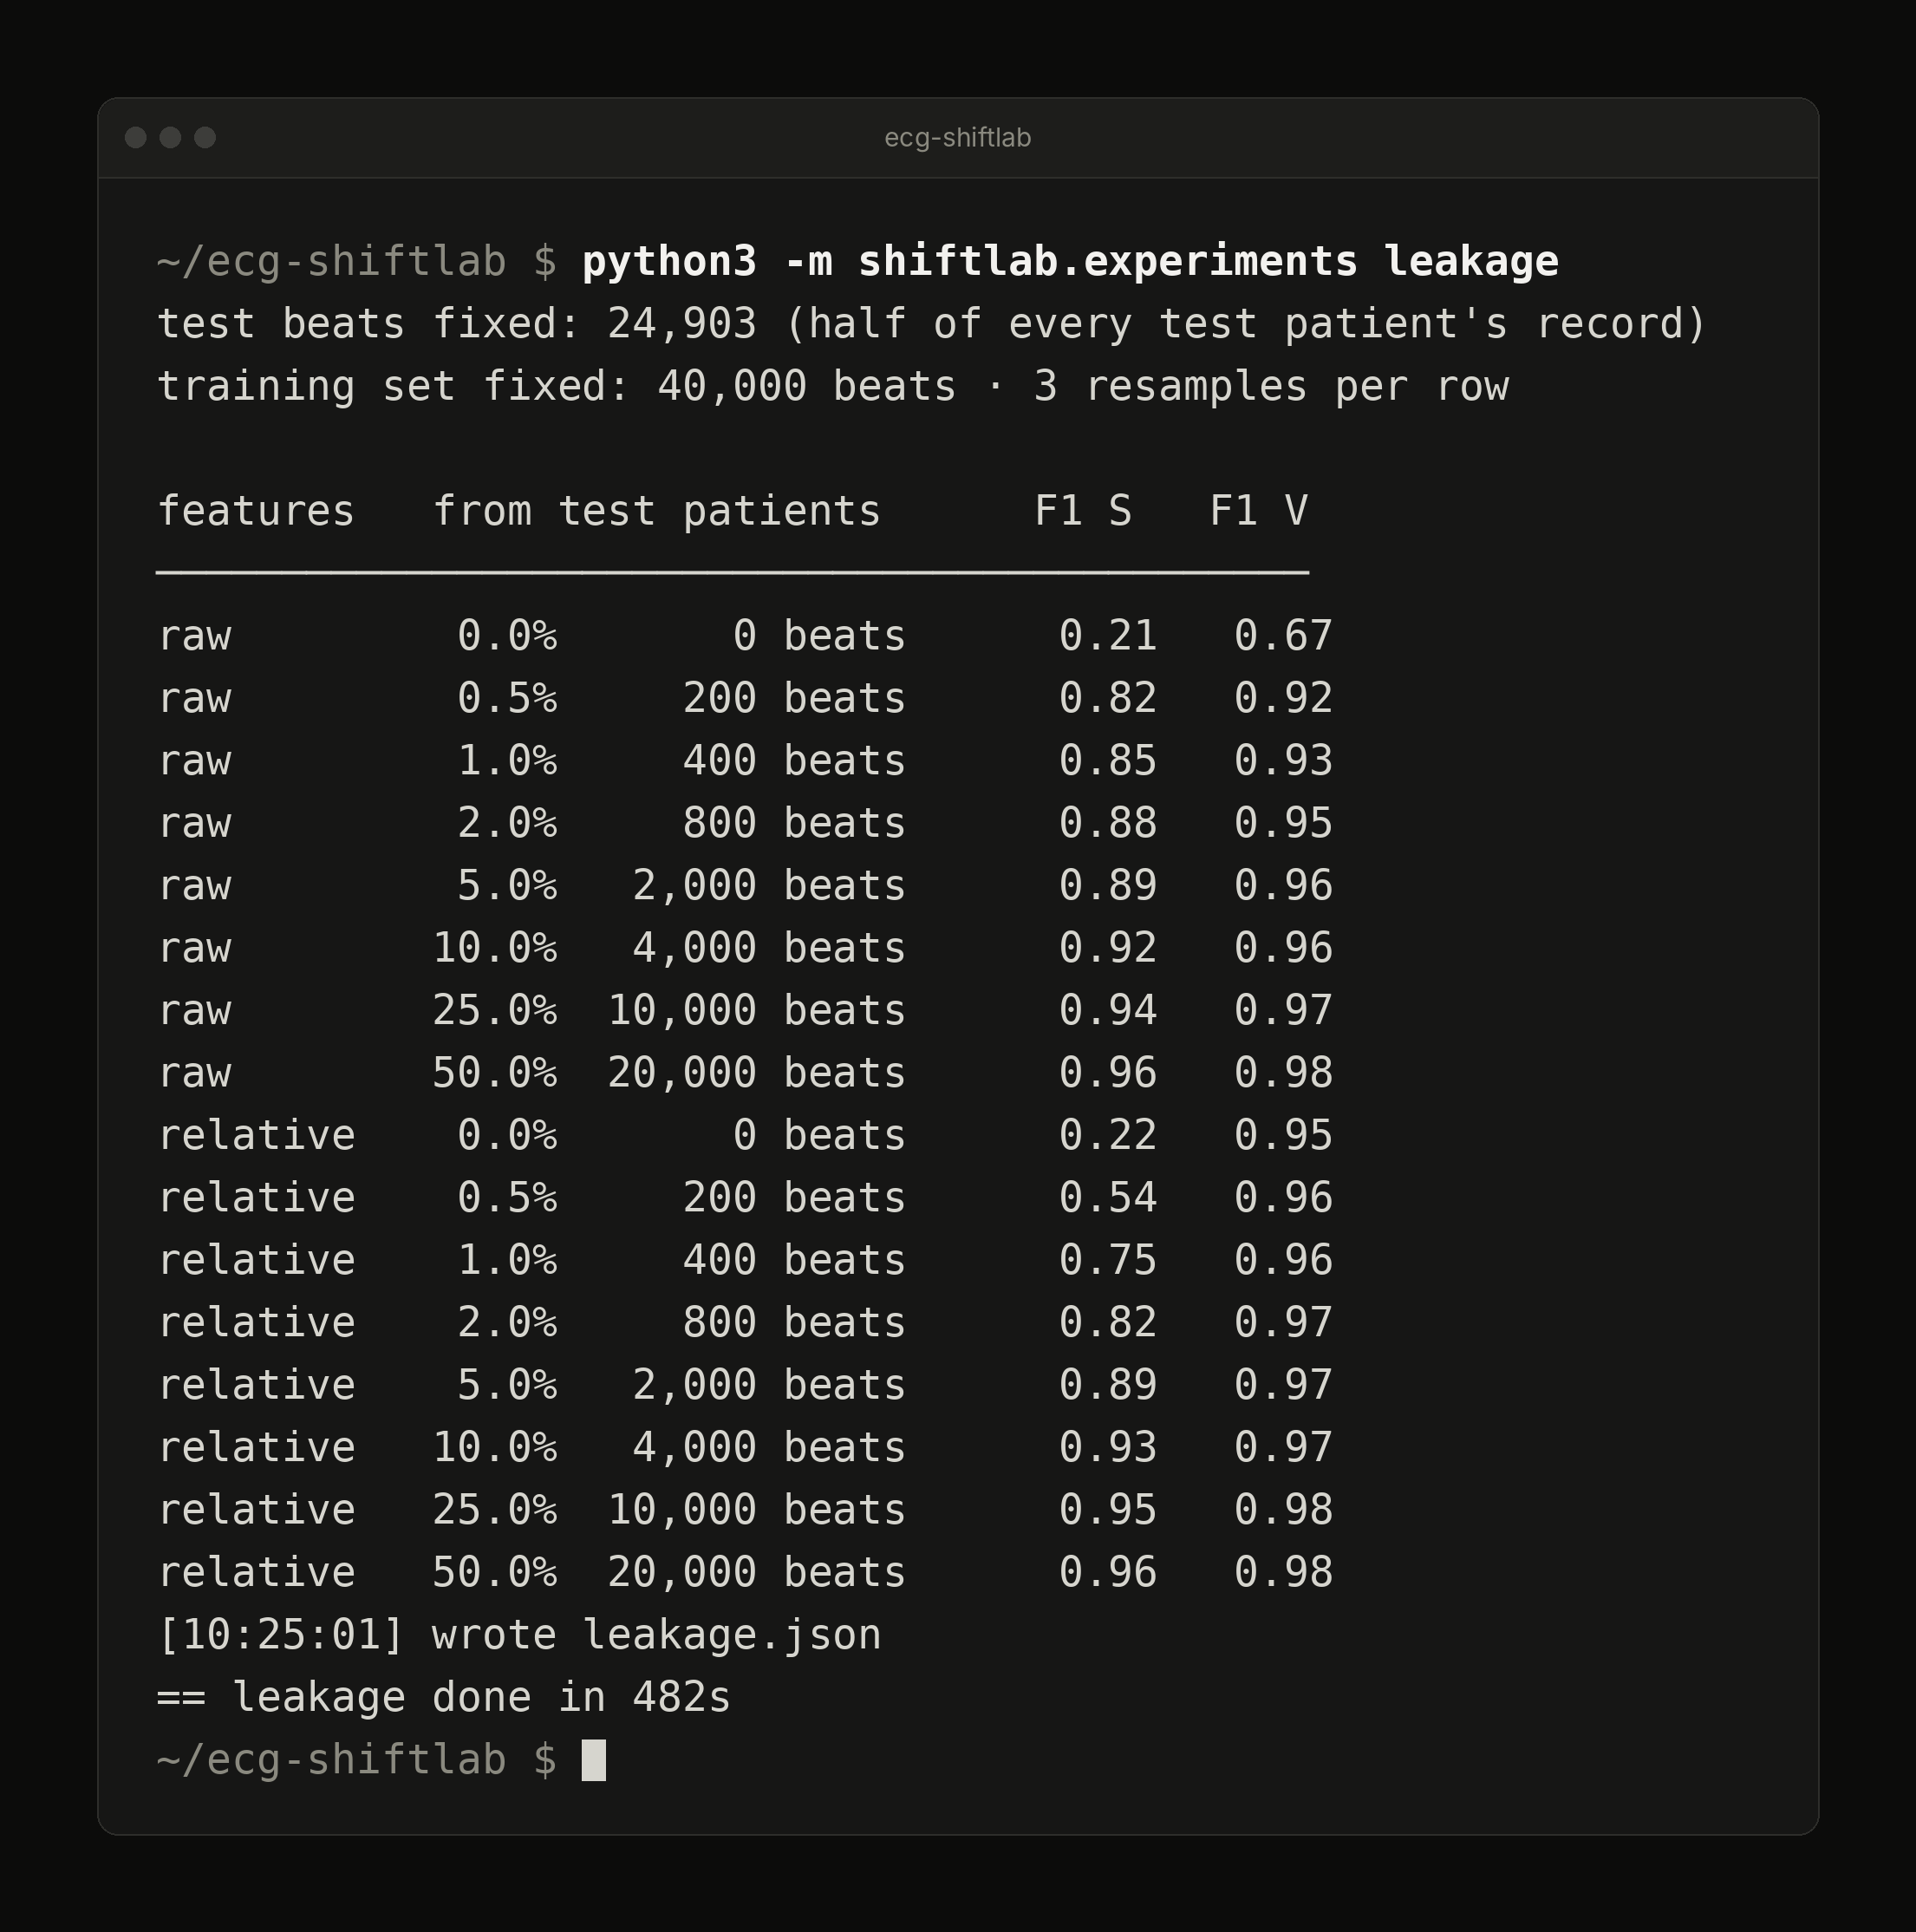 ecg-shiftlab
~/ecg-shiftlab $ python3 -m shiftlab.experiments leakage
test beats fixed: 24,903 (half of every test patient's record)
training set fixed: 40,000 beats · 3 resamples per row
features   from test patients      F1 S   F1 V
raw         0.0%       0 beats      0.21   0.67
raw         0.5%     200 beats      0.82   0.92
raw         1.0%     400 beats      0.85   0.93
raw         2.0%     800 beats      0.88   0.95
raw         5.0%   2,000 beats      0.89   0.96
raw        10.0%   4,000 beats      0.92   0.96
raw        25.0%  10,000 beats      0.94   0.97
raw        50.0%  20,000 beats      0.96   0.98
relative    0.0%       0 beats      0.22   0.95
relative    0.5%     200 beats      0.54   0.96
relative    1.0%     400 beats      0.75   0.96
relative    2.0%     800 beats      0.82   0.97
relative    5.0%   2,000 beats      0.89   0.97
relative   10.0%   4,000 beats      0.93   0.97
relative   25.0%  10,000 beats      0.95   0.98
relative   50.0%  20,000 beats      0.96   0.98
[10:25:01] wrote leakage.json
== leakage done in 482s
~/ecg-shiftlab $